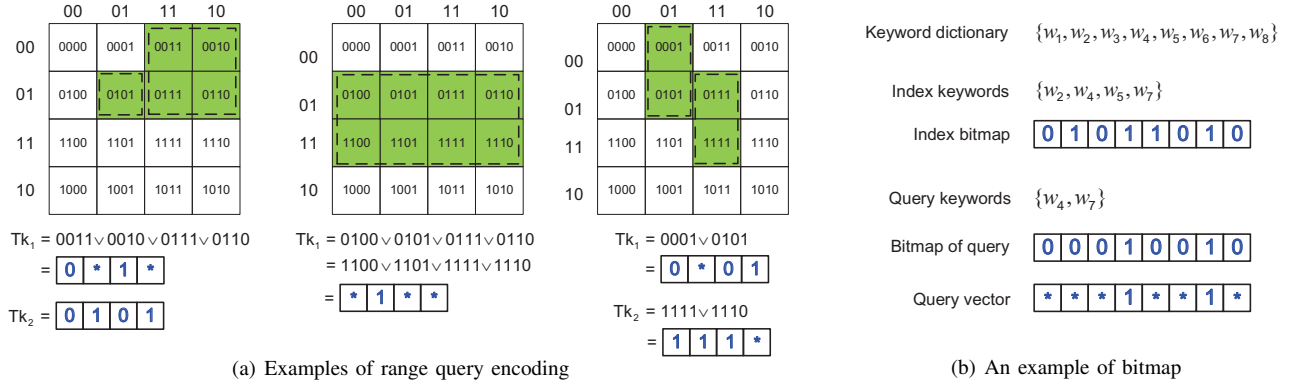 00 01 11 10
00 0000 0001 0011 0010
01 0100 0101 0111 0110
11 1100 1101 1111 1110
10 1000 1001 1011 1010
Tk1 = 0011∨0010∨0111∨0110
= 0 * 1 *
Tk2 = 0 1 0 1
00 01 11 10
00 0000 0001 0011 0010
01 0100 0101 0111 0110
11 1100 1101 1111 1110
10 1000 1001 1011 1010
Tk1 = 0100∨0101∨0111∨0110
= 1100∨1101∨1111∨1110
= * 1 * *
00 01 11 10
00 0000 0001 0011 0010
01 0100 0101 0111 0110
11 1100 1101 1111 1110
10 1000 1001 1011 1010
Tk1 = 0001∨0101
= 0 * 0 1
Tk2 = 1111∨1110
= 1 1 1 *
(a) Examples of range query encoding
Keyword dictionary {w1, w2, w3, w4, w5, w6, w7, w8}
Index keywords {w2, w4, w5, w7}
Index bitmap 0 1 0 1 1 0 1 0
Query keywords {w4, w7}
Bitmap of query 0 0 0 1 0 0 1 0
Query vector * * * 1 * * 1 *
(b) An example of bitmap